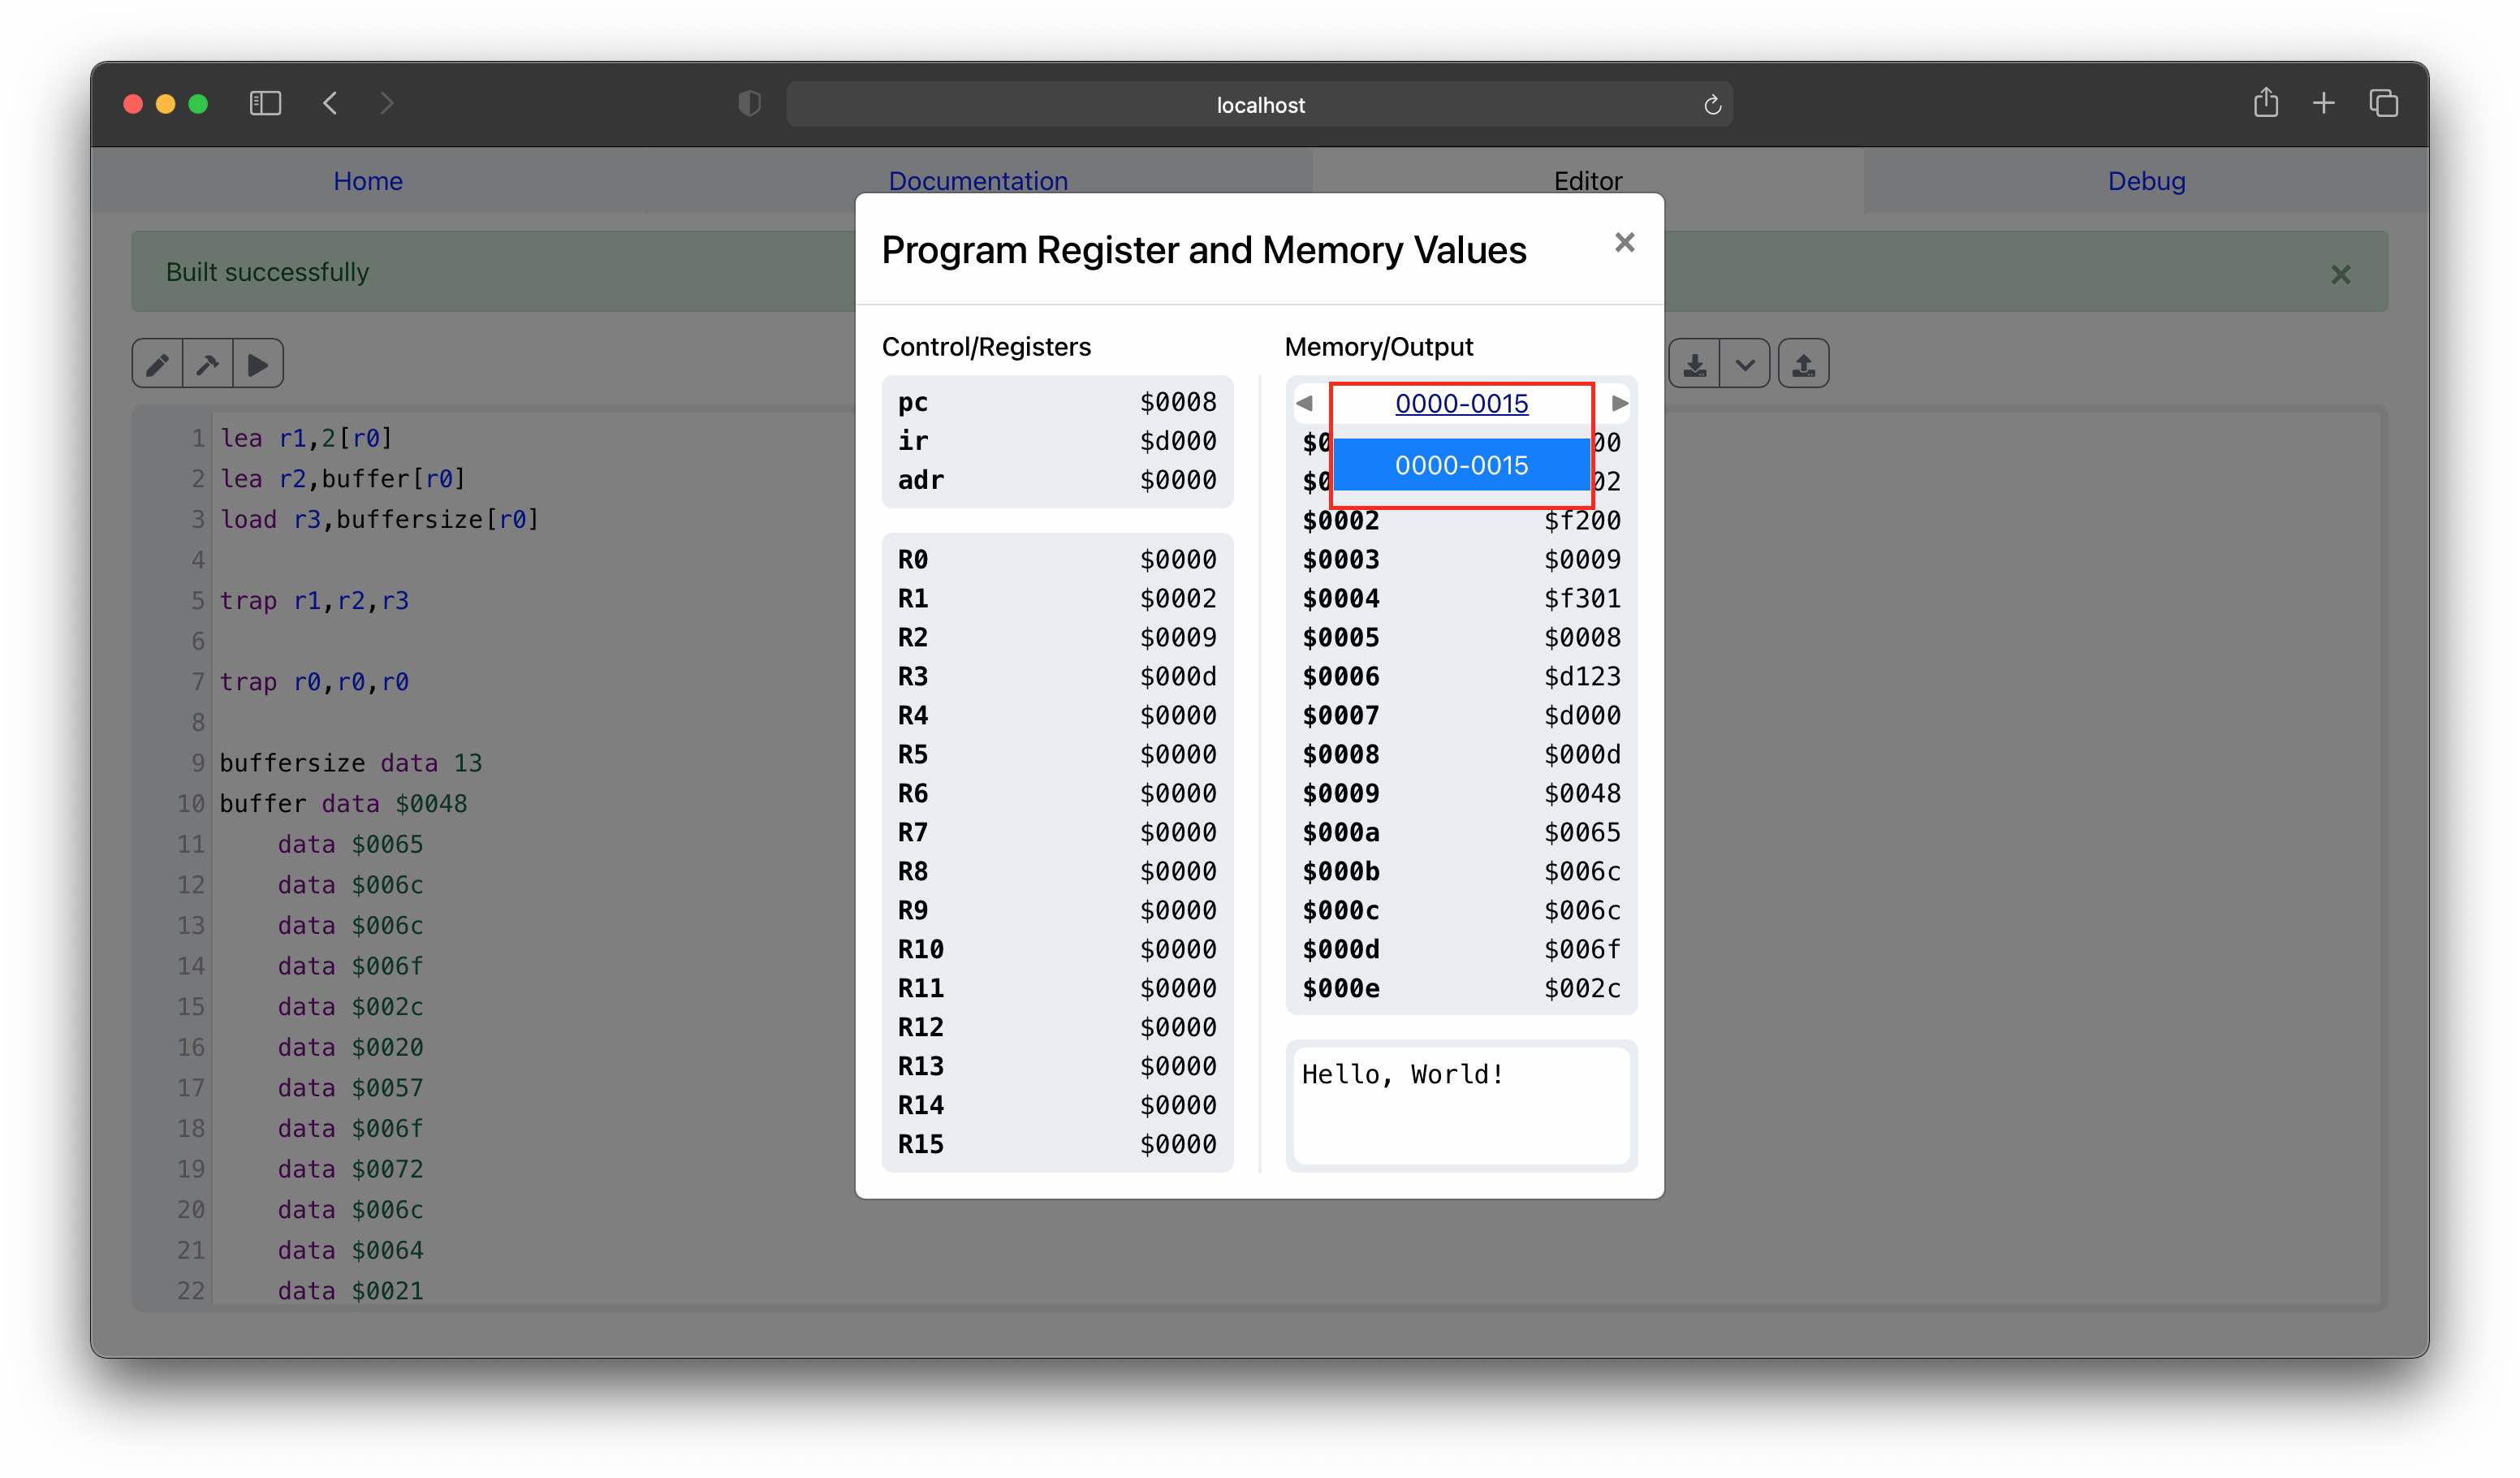 localhost
Home Documentation Editor Debug
Built successfully
1 lea r1,2[r0]
2 lea r2,buffer[r0]
3 load r3,buffersize[r0]
4
5 trap r1,r2,r3
6
7 trap r0,r0,r0
8
9 buffersize data 13
10 buffer data $0048
11 data $0065
12 data $006c
13 data $006c
14 data $006f
15 data $002c
16 data $0020
17 data $0057
18 data $006f
19 data $0072
20 data $006c
21 data $0064
22 data $0021
Program Register and Memory Values
Control/Registers
pc $0008
ir $d000
adr $0000
R0 $0000
R1 $0002
R2 $0009
R3 $000d
R4 $0000
R5 $0000
R6 $0000
R7 $0000
R8 $0000
R9 $0000
R10 $0000
R11 $0000
R12 $0000
R13 $0000
R14 $0000
R15 $0000
Memory/Output
0000-0015
0000-0015
$0002 $f200
$0003 $0009
$0004 $f301
$0005 $0008
$0006 $d123
$0007 $d000
$0008 $000d
$0009 $0048
$000a $0065
$000b $006c
$000c $006c
$000d $006f
$000e $002c
Hello, World!